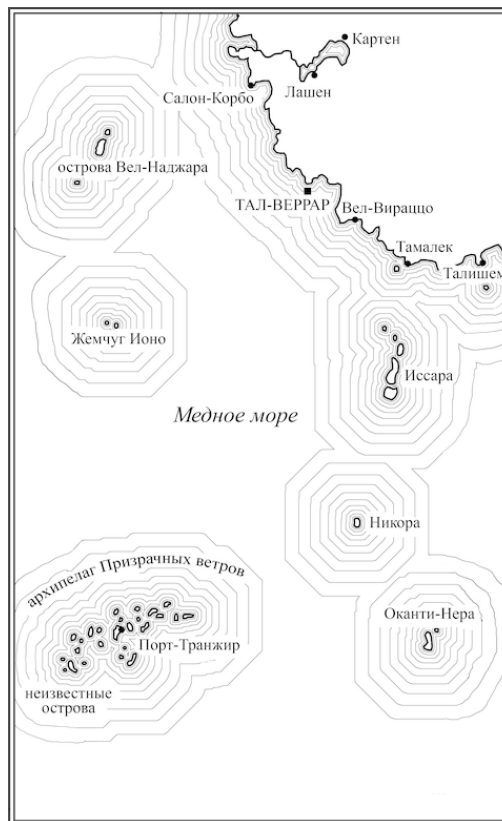 Картен
Лашен
Салон-Корбо
острова Вел-Наджара
ТАЛ-ВЕРРАР
Вел-Вираццо
Тамалек
Талишем
Жемчуг Ионо
Иссара
Медное море
Никора
архипелаг Призрачных ветров
Оканти-Нера
Порт-Транжир
неизвестные
острова